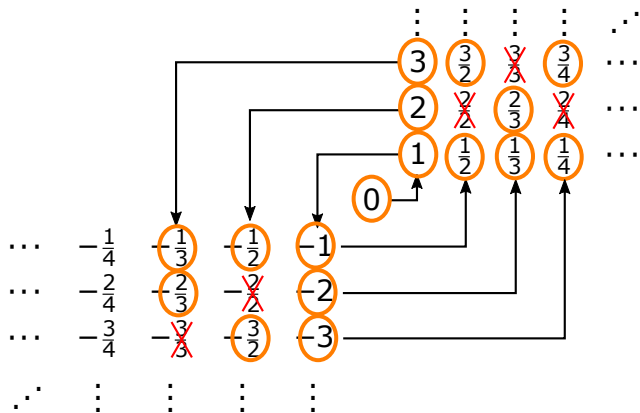 ⋮ ⋮ ⋮ ⋮ ⋰
3 3/2 3/3 3/4 ⋯
2 2/2 2/3 2/4 ⋯
1 1/2 1/3 1/4 ⋯
0
⋯ -1/4 -1/3 -1/2 -1
⋯ -2/4 -2/3 -2/2 -2
⋯ -3/4 -3/3 -3/2 -3
⋰ ⋮ ⋮ ⋮ ⋮